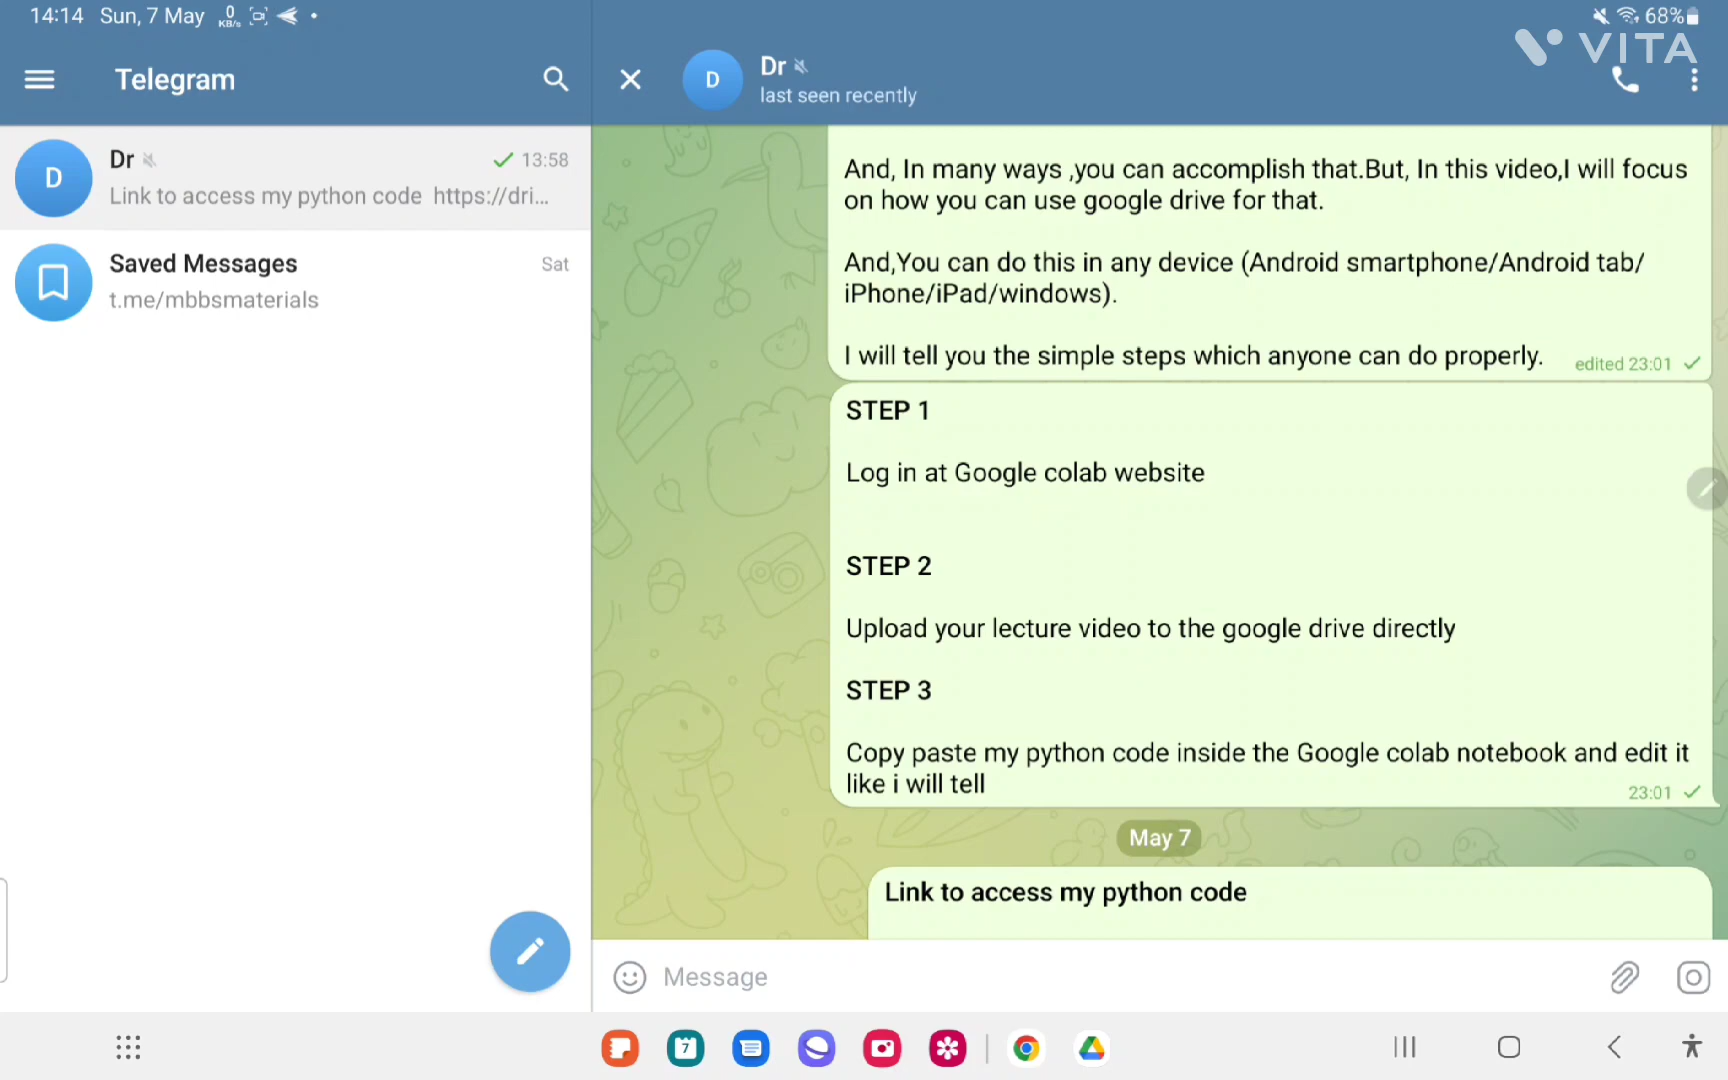 14:14 Sun, 7 May 0 KB/s
68%
VITA
Telegram
D
Dr
last seen recently
D
Dr
13:58
Link to access my python code https://dri...
Saved Messages
Sat
t.me/mbbsmaterials
And, In many ways ,you can accomplish that.But, In this video,I will focus
on how you can use google drive for that.
And,You can do this in any device (Android smartphone/Android tab/
iPhone/iPad/windows).
I will tell you the simple steps which anyone can do properly.
edited 23:01
STEP 1
Log in at Google colab website
STEP 2
Upload your lecture video to the google drive directly
STEP 3
Copy paste my python code inside the Google colab notebook and edit it
like i will tell
23:01
May 7
Link to access my python code
Message
7